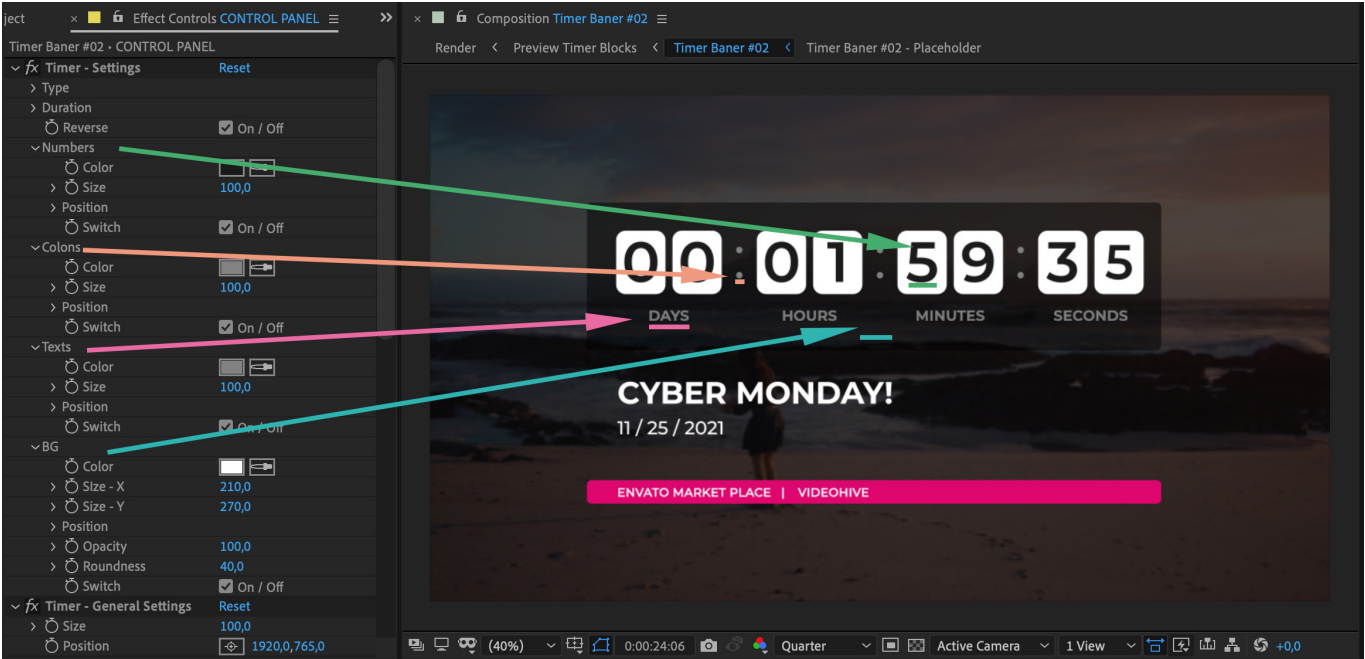 ject × Effect Controls CONTROL PANEL ≡ »
Timer Baner #02 • CONTROL PANEL
fx Timer - Settings Reset
Type
Duration
Reverse On / Off
Numbers
Color
Size 100,0
Position
Switch On / Off
Colons
Color
Size 100,0
Position
Switch On / Off
Texts
Color
Size 100,0
Position
Switch On / Off
BG
Color
Size - X 210,0
Size - Y 270,0
Position
Opacity 100,0
Roundness 40,0
Switch On / Off
fx Timer - General Settings Reset
Size 100,0
Position 1920,0,765,0
× Composition Timer Baner #02 ≡
Render < Preview Timer Blocks < Timer Baner #02 < Timer Baner #02 - Placeholder
00:01:59:35
DAYS HOURS MINUTES SECONDS
CYBER MONDAY!
11 / 25 / 2021
ENVATO MARKET PLACE | VIDEOHIVE
(40%) 0:00:24:06 Quarter Active Camera 1 View +0,0